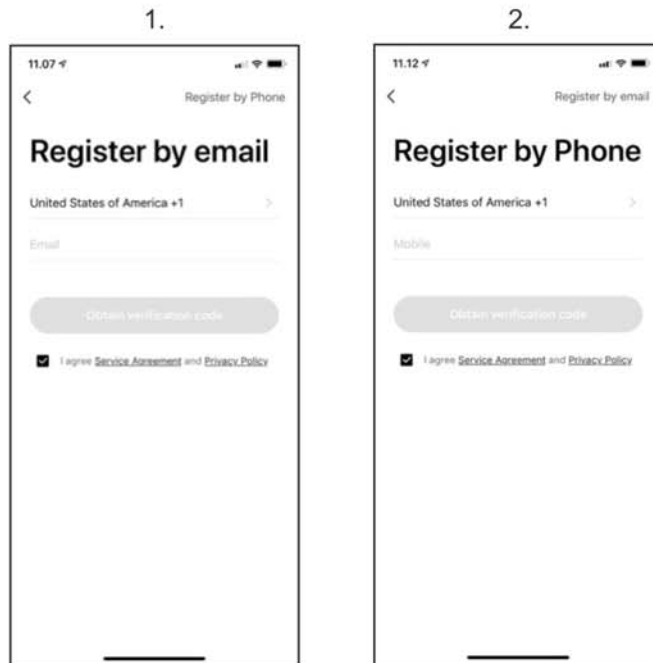 1.
11.07
Register by Phone
Register by email
United States of America +1
Email
Obtain verification code
I agree Service Agreement and Privacy Policy
2.
11.12
Register by email
Register by Phone
United States of America +1
Mobile
Obtain verification code
I agree Service Agreement and Privacy Policy